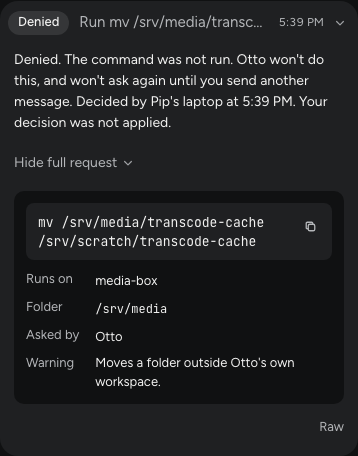 Denied Run mv /srv/media/transc... 5:39 PM
Denied. The command was not run. Otto won't do
this, and won't ask again until you send another
message. Decided by Pip's laptop at 5:39 PM. Your
decision was not applied.
Hide full request
mv /srv/media/transcode-cache
/srv/scratch/transcode-cache
Runs on media-box
Folder /srv/media
Asked by Otto
Warning Moves a folder outside Otto's own
workspace.
Raw